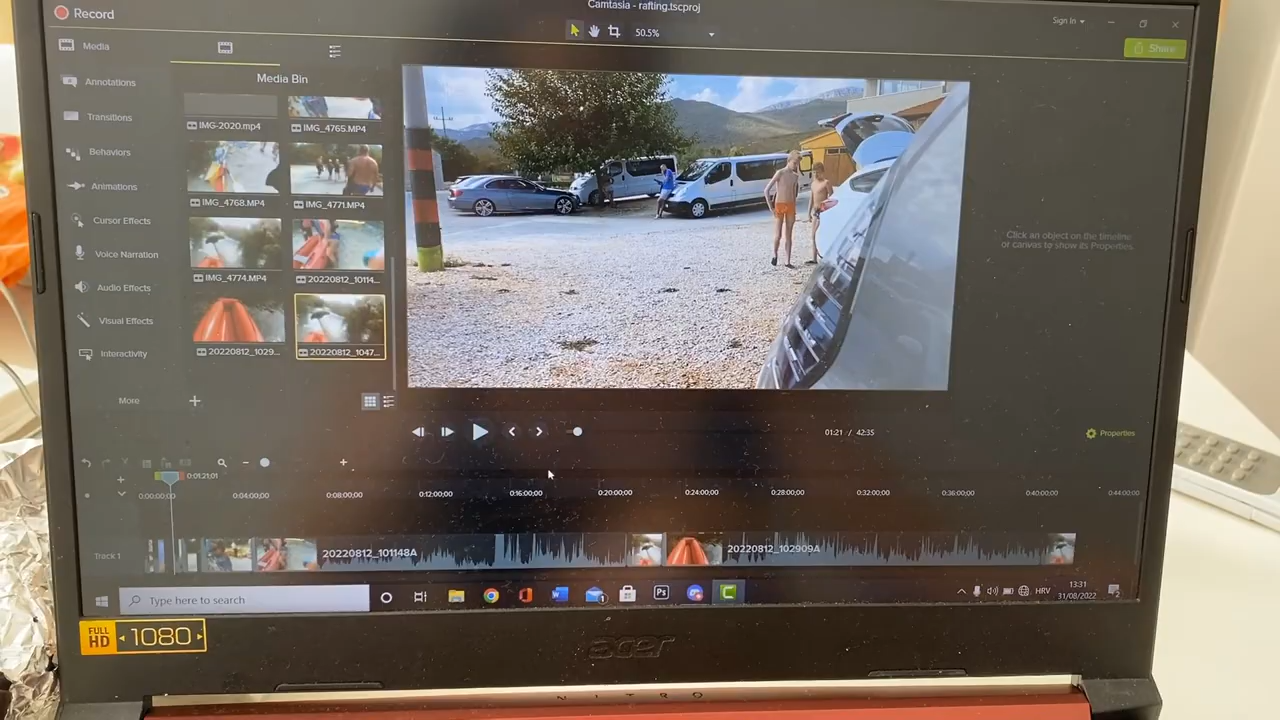 Camtasia - rafting.tscproj
Record
50.5%
Sign In
Share
Media
Annotations
Transitions
Behaviors
Animations
Cursor Effects
Voice Narration
Audio Effects
Visual Effects
Interactivity
More
Media Bin
IMG-2020.mp4
IMG_4765.MP4
IMG_4768.MP4
IMG_4771.MP4
IMG_4774.MP4
20220812_10114...
20220812_1029...
20220812_1047...
Click an object on the timeline
or canvas to show its Properties.
01:21 / 42:35
Properties
0:01:21;01
0:00:00;00
0:04:00;00
0:08:00;00
0:12:00;00
0:16:00;00
0:20:00;00
0:24:00;00
0:28:00;00
0:32:00;00
0:36:00;00
0:40:00;00
0:44:00;00
Track 1
20220812_101148A
20220812_102909A
Type here to search
HRV
13:31
31/08/2022
FULL HD 1080
acer
NITRO